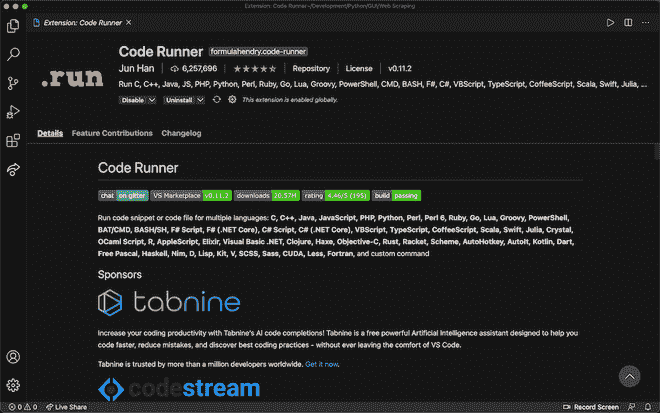 Extension: Code Runner—~/Development/Python/GUI/Web Scraping
Extension: Code Runner
Code Runner formulahendry.code-runner
Jun Han 6,257,696 Repository License v0.11.2
Run C, C++, Java, JS, PHP, Python, Perl, Ruby, Go, Lua, Groovy, PowerShell, CMD, BASH, F#, C#, VBScript, TypeScript, CoffeeScript, Scala, Swift, Julia, ...
Disable Uninstall This extension is enabled globally.
Details Feature Contributions Changelog
.run
Code Runner
chat on gitter VS Marketplace v0.11.2 downloads 20.57M rating 4.46/5 (195) build passing
Run code snippet or code file for multiple languages: C, C++, Java, JavaScript, PHP, Python, Perl, Perl 6, Ruby, Go, Lua, Groovy, PowerShell,
BAT/CMD, BASH/SH, F# Script, F# (.NET Core), C# Script, C# (.NET Core), VBScript, TypeScript, CoffeeScript, Scala, Swift, Julia, Crystal,
OCaml Script, R, AppleScript, Elixir, Visual Basic .NET, Clojure, Haxe, Objective-C, Rust, Racket, Scheme, AutoHotkey, AutoIt, Kotlin, Dart,
Free Pascal, Haskell, Nim, D, Lisp, Kit, V, SCSS, Sass, CUDA, Less, Fortran, and custom command
Sponsors
tabnine
Increase your coding productivity with Tabnine's AI code completions! Tabnine is a free powerful Artificial Intelligence assistant designed to help you
code faster, reduce mistakes, and discover best coding practices - without ever leaving the comfort of VS Code.
Tabnine is trusted by more than a million developers worldwide. Get it now.
codestream
0 0 Live Share Record Screen